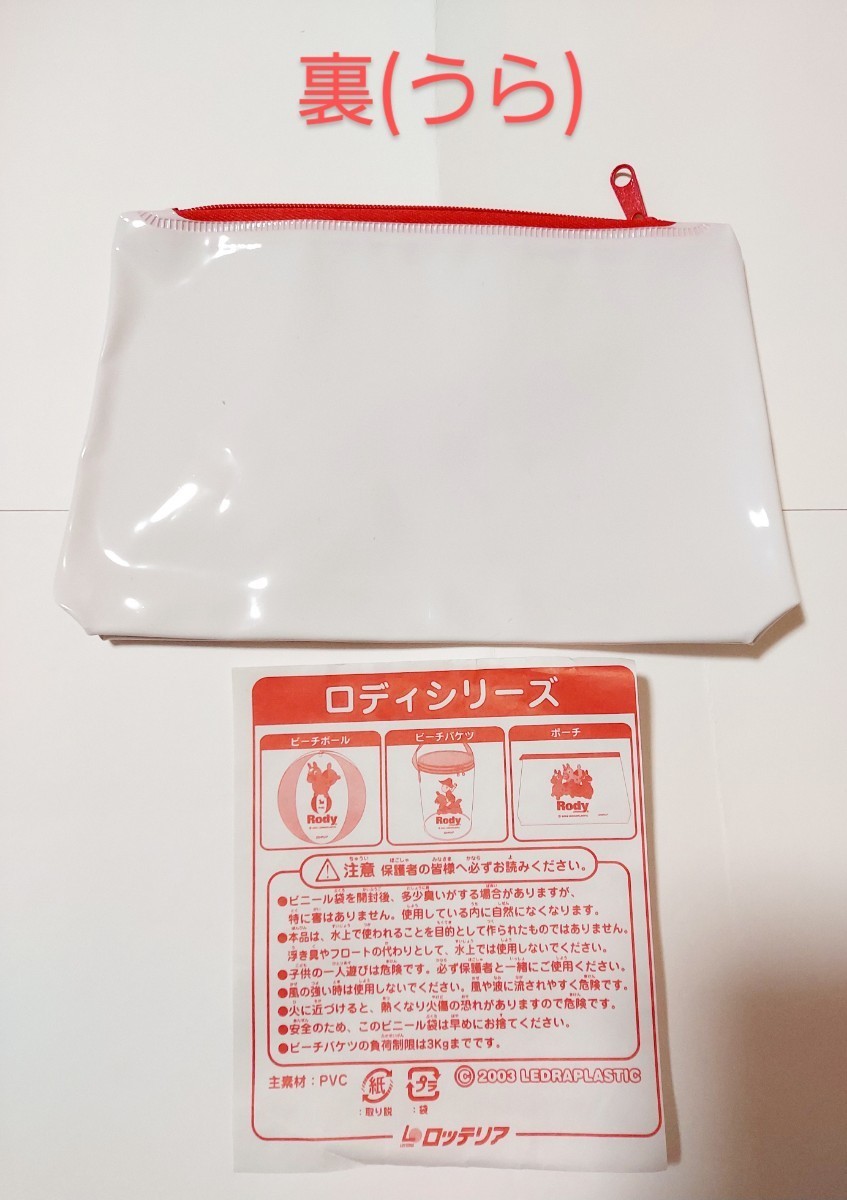 裏(うら)
ロディシリーズ
ビーチボール
ビーチバケツ
ポーチ
Rody
Rody
Rody
注意 保護者の皆様へ必ずお読みください。
●ビニール袋を開封後、多少臭いがする場合がありますが、
特に害はありません。使用している内に自然になくなります。
●本品は、水上で使われることを目的として作られたものではありません。
浮き具やフロートの代わりとして、水上では使用しないでください。
●子供の一人遊びは危険です。必ず保護者と一緒にご使用ください。
●風の強い時は使用しないでください。風や波に流されやすく危険です。
●火に近づけると、熱くなり火傷の恐れがありますので危険です。
●安全のため、このビニール袋は早めにお捨てください。
●ビーチバケツの負荷制限は3Kgまでです。
主素材:PVC
紙
:取り説
プラ
:袋
©2003 LEDRAPLASTIC
ロッテリア